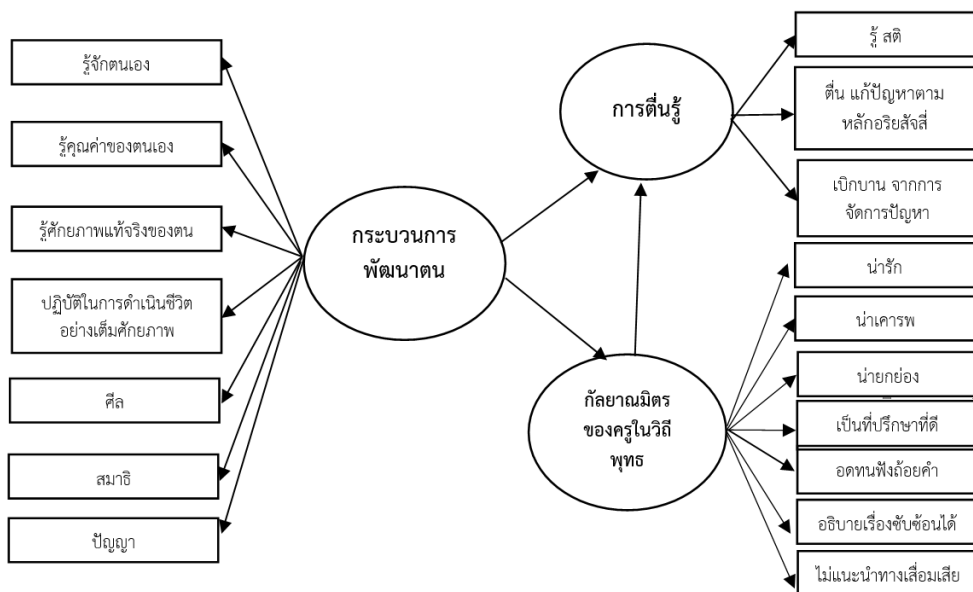 รู้จักตนเอง
รู้คุณค่าของตนเอง
รู้ศักยภาพแท้จริงของตน
ปฏิบัติในการดำเนินชีวิต
อย่างเต็มศักยภาพ
ศีล
สมาธิ
ปัญญา
กระบวนการ
พัฒนาตน
การตื่นรู้
กัลยาณมิตร
ของครูในวิถี
พุทธ
รู้ สติ
ตื่น แก้ปัญหาตาม
หลักอริยสัจสี่
เบิกบาน จากการ
จัดการปัญหา
น่ารัก
น่าเคารพ
น่ายกย่อง
เป็นที่ปรึกษาที่ดี
อดทนฟังถ้อยคำ
อธิบายเรื่องซับซ้อนได้
ไม่แนะนำทางเสื่อมเสีย